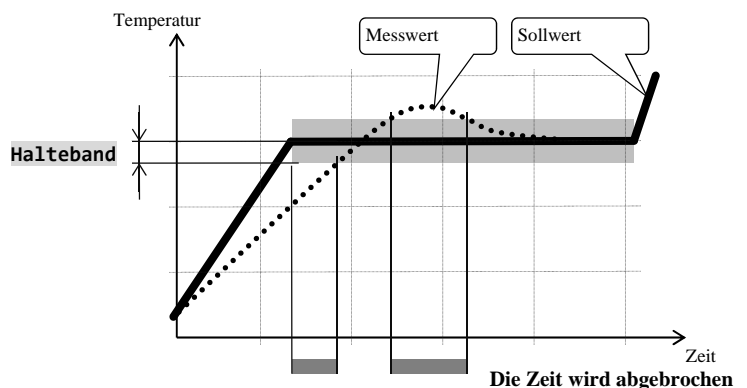 Temperatur
Messwert
Sollwert
Halteband
Zeit
Die Zeit wird abgebrochen